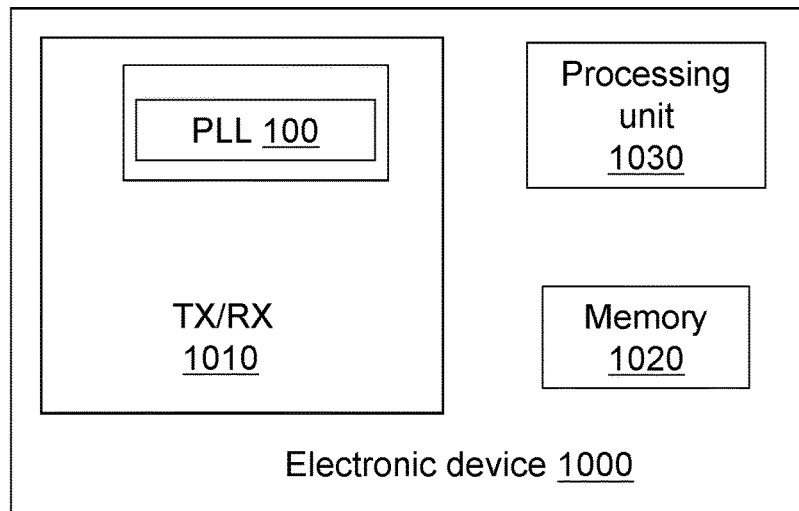 PLL 100
Processing
unit
1030
TX/RX
1010
Memory
1020
Electronic device 1000